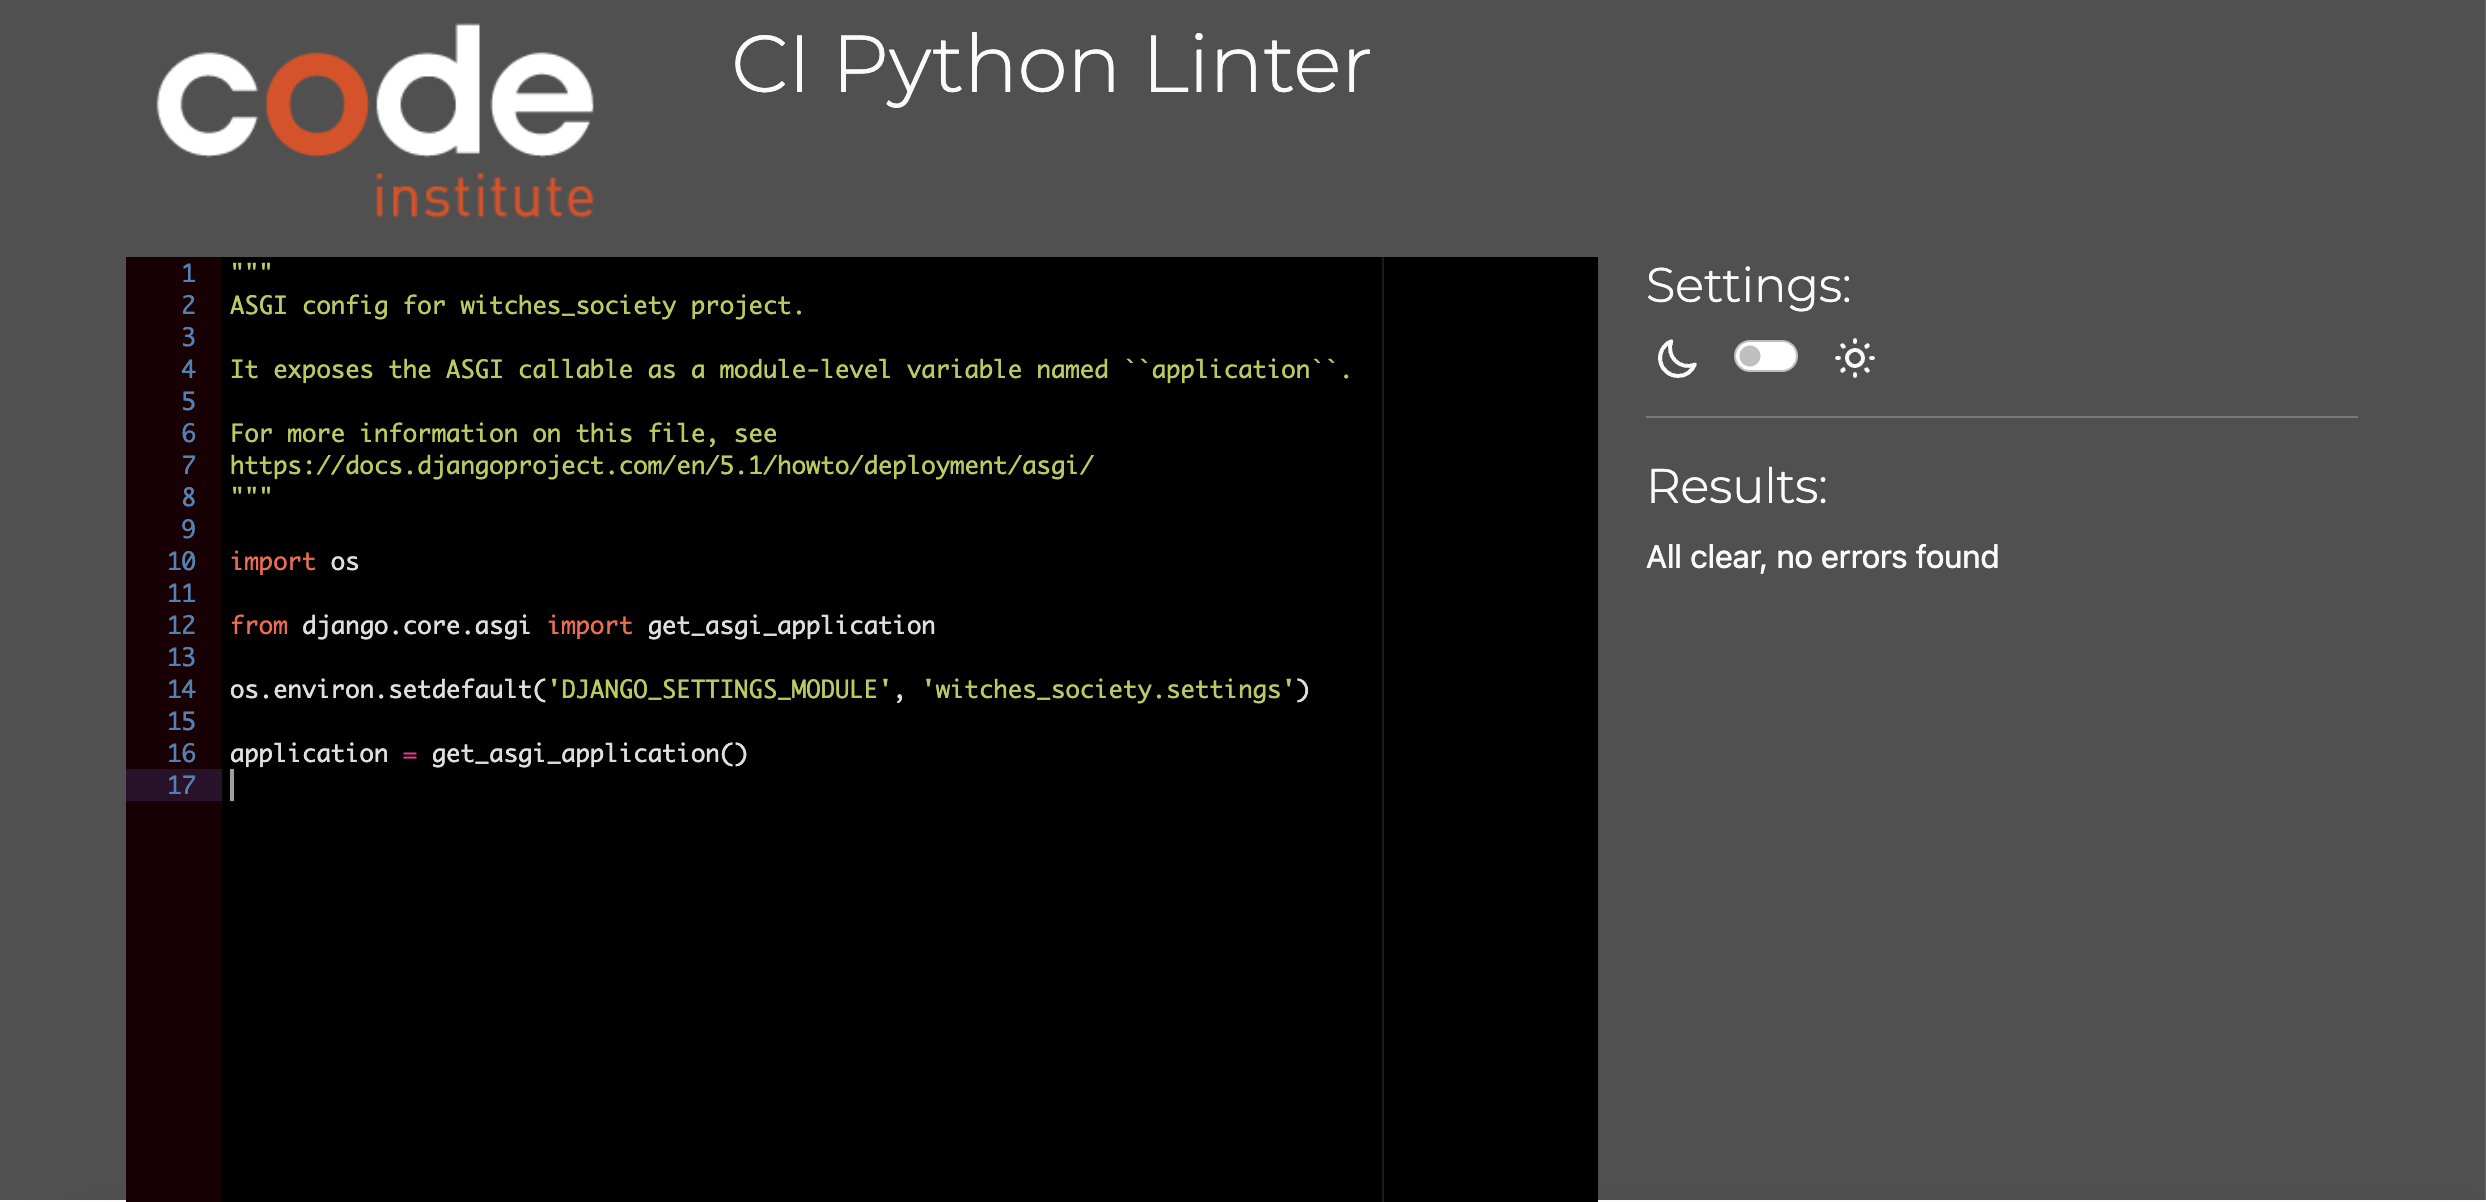 code
institute
CI Python Linter
1 """
2 ASGI config for witches_society project.
3
4 It exposes the ASGI callable as a module-level variable named ``application``.
5
6 For more information on this file, see
7 https://docs.djangoproject.com/en/5.1/howto/deployment/asgi/
8 """
9
10 import os
11
12 from django.core.asgi import get_asgi_application
13
14 os.environ.setdefault('DJANGO_SETTINGS_MODULE', 'witches_society.settings')
15
16 application = get_asgi_application()
17
Settings:
Results:
All clear, no errors found